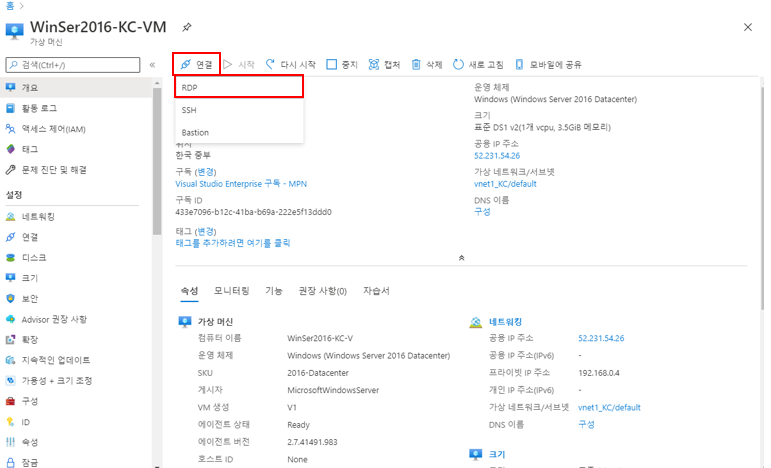 홈
WinSer2016-KC-VM
가상 머신
검색(Ctrl+/)
연결
시작
다시 시작
중지
캡처
삭제
새로 고침
모바일에 공유
RDP
SSH
Bastion
개요
활동 로그
액세스 제어(IAM)
태그
문제 진단 및 해결
설정
네트워킹
연결
디스크
크기
보안
Advisor 권장 사항
확장
지속적인 업데이트
가용성 + 크기 조정
구성
ID
속성
잠금
위치
한국 중부
구독 (변경)
Visual Studio Enterprise 구독 - MPN
구독 ID
433e7096-b12c-41ba-b69a-222e5f13ddd0
태그 (변경)
태그를 추가하려면 여기를 클릭
운영 체제
Windows (Windows Server 2016 Datacenter)
크기
표준 DS1 v2(1개 vcpu, 3.5GiB 메모리)
공용 IP 주소
52.231.54.26
가상 네트워크/서브넷
vnet1_KC/default
DNS 이름
구성
속성
모니터링
기능
권장 사항(0)
자습서
가상 머신
컴퓨터 이름 WinSer2016-KC-V
운영 체제 Windows (Windows Server 2016 Datacenter)
SKU 2016-Datacenter
게시자 MicrosoftWindowsServer
VM 생성 V1
에이전트 상태 Ready
에이전트 버전 2.7.41491.983
호스트 ID None
네트워킹
공용 IP 주소 52.231.54.26
공용 IP 주소(IPv6) -
프라이빗 IP 주소 192.168.0.4
개인 IP 주소(IPv6) -
가상 네트워크/서브넷 vnet1_KC/default
DNS 이름 구성
크기